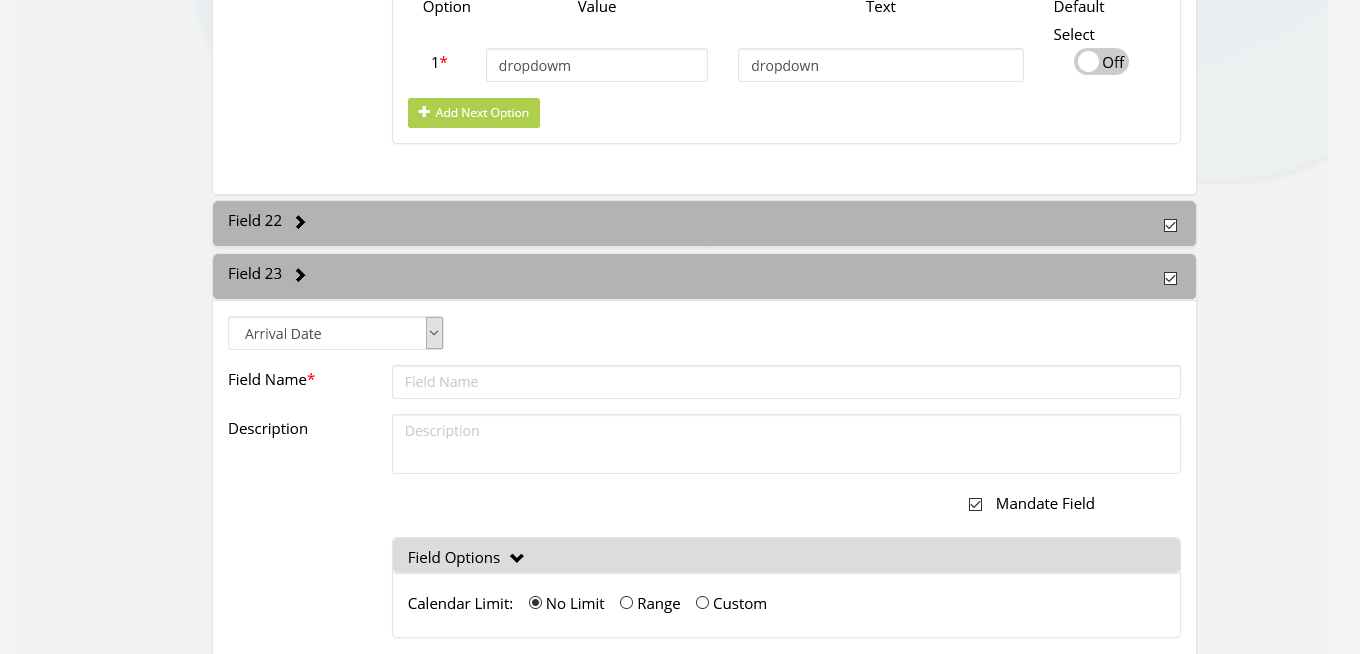 Option Value Text Default
Select
1* dropdowm dropdown Off
Add Next Option
Field 22
Field 23
Arrival Date
Field Name* Field Name
Description Description
Mandate Field
Field Options
Calendar Limit: No Limit Range Custom